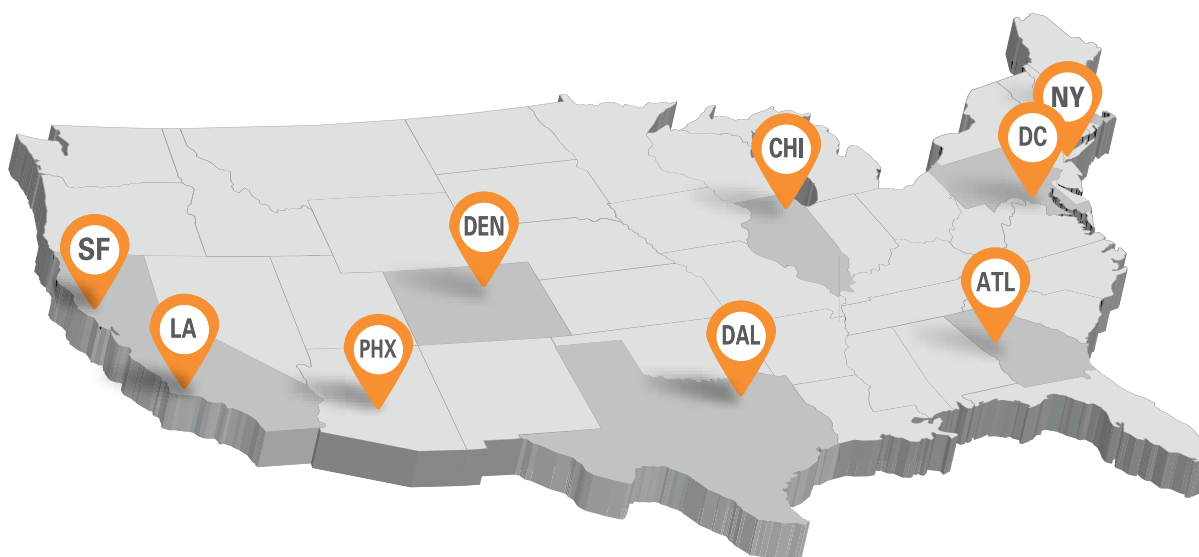 NY
DC
CHI
DEN
SF
ATL
LA
DAL
PHX